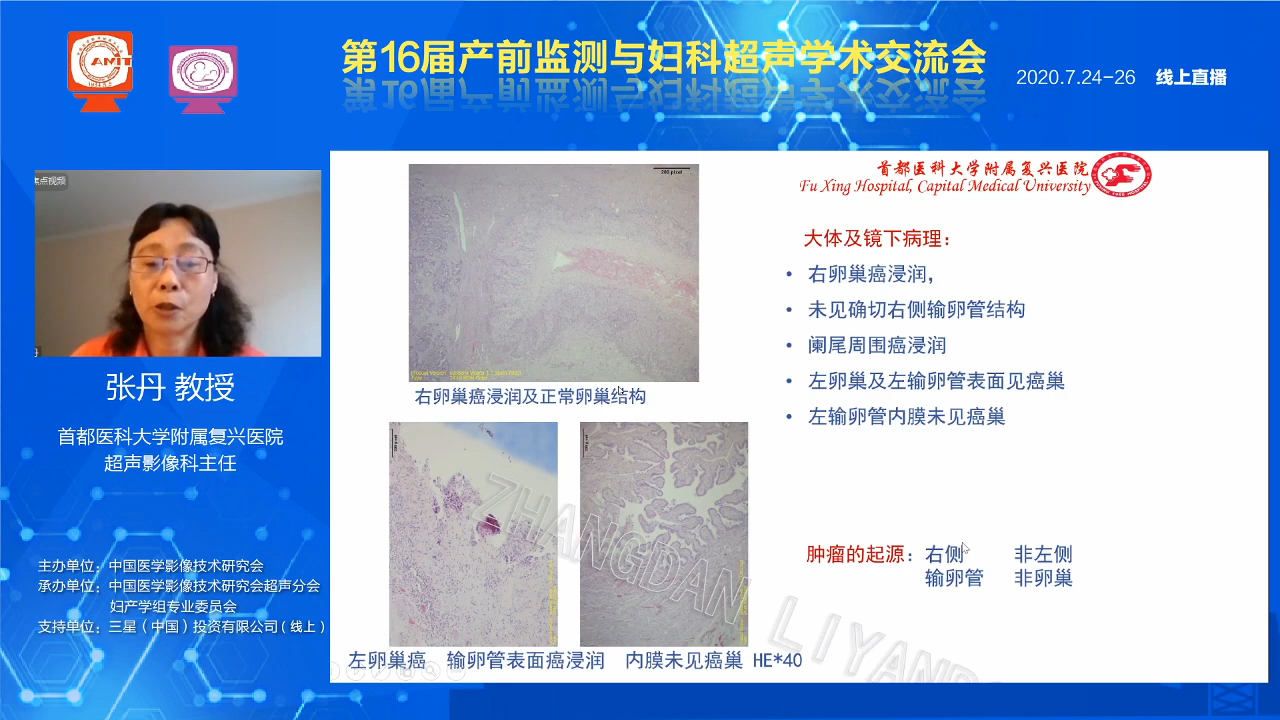 第16届产前监测与妇科超声学术交流会
2020.7.24-26 线上直播
焦点视频
张丹 教授
首都医科大学附属复兴医院
超声影像科主任
主办单位：中国医学影像技术研究会
承办单位：中国医学影像技术研究会超声分会
妇产学组专业委员会
支持单位：三星（中国）投资有限公司（线上）
首都医科大学附属复兴医院
Fu Xing Hospital, Capital Medical University
右卵巢癌浸润及正常卵巢结构
左卵巢癌 输卵管表面癌浸润 内膜未见癌巢 HE*40
大体及镜下病理：
• 右卵巢癌浸润，
• 未见确切右侧输卵管结构
• 阑尾周围癌浸润
• 左卵巢及左输卵管表面见癌巢
• 左输卵管内膜未见癌巢
肿瘤的起源：右侧 非左侧
输卵管 非卵巢
ZHANGDAN LIYAND